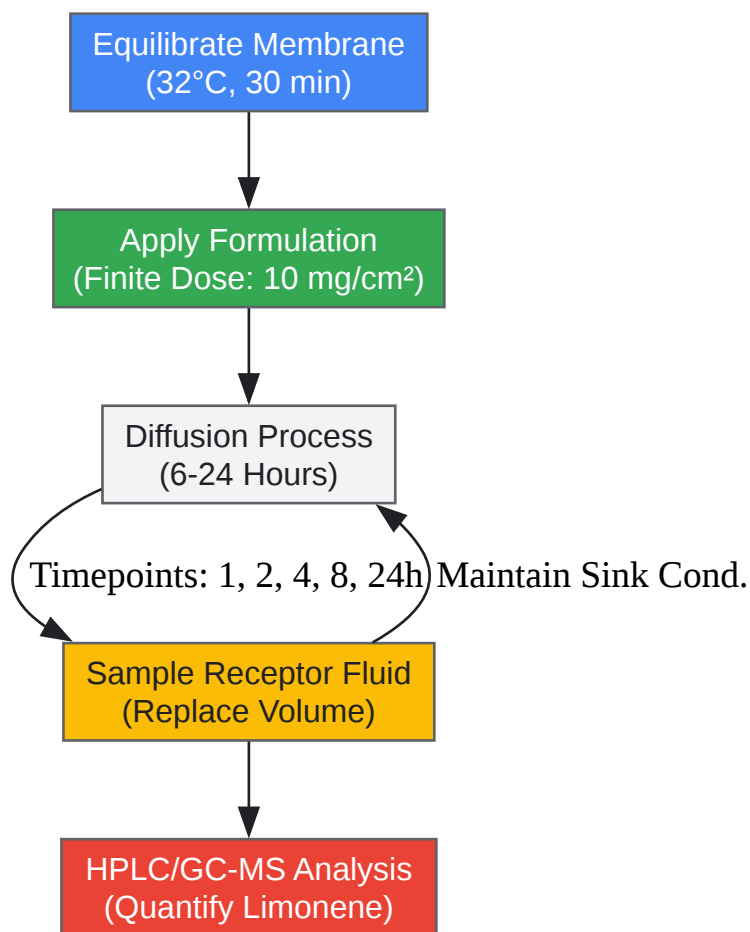 Equilibrate Membrane
(32°C, 30 min)
Apply Formulation
(Finite Dose: 10 mg/cm²)
Diffusion Process
(6-24 Hours)
Timepoints: 1, 2, 4, 8, 24h
Maintain Sink Cond.
Sample Receptor Fluid
(Replace Volume)
HPLC/GC-MS Analysis
(Quantify Limonene)